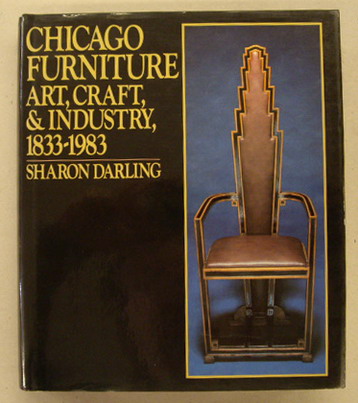 CHICAGO
FURNITURE
ART, CRAFT,
& INDUSTRY,
1833-1983
SHARON DARLING